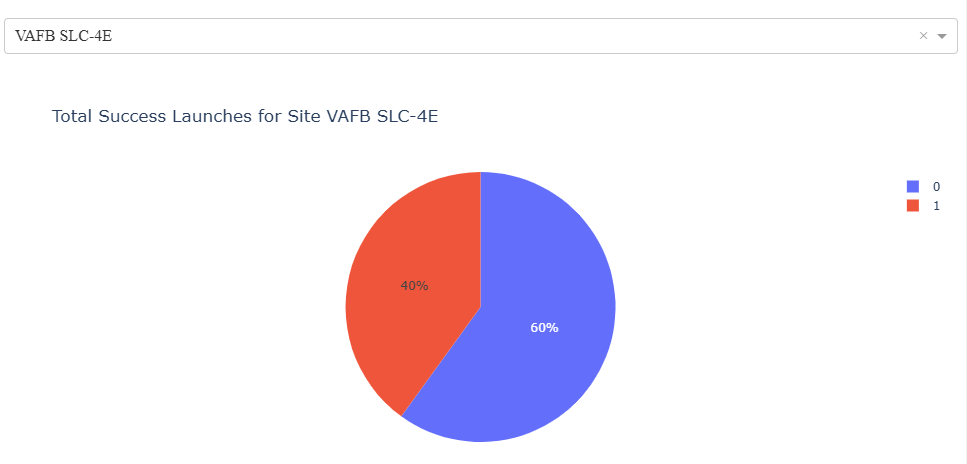 VAFB SLC-4E ×
Total Success Launches for Site VAFB SLC-4E
0
1
40%
60%